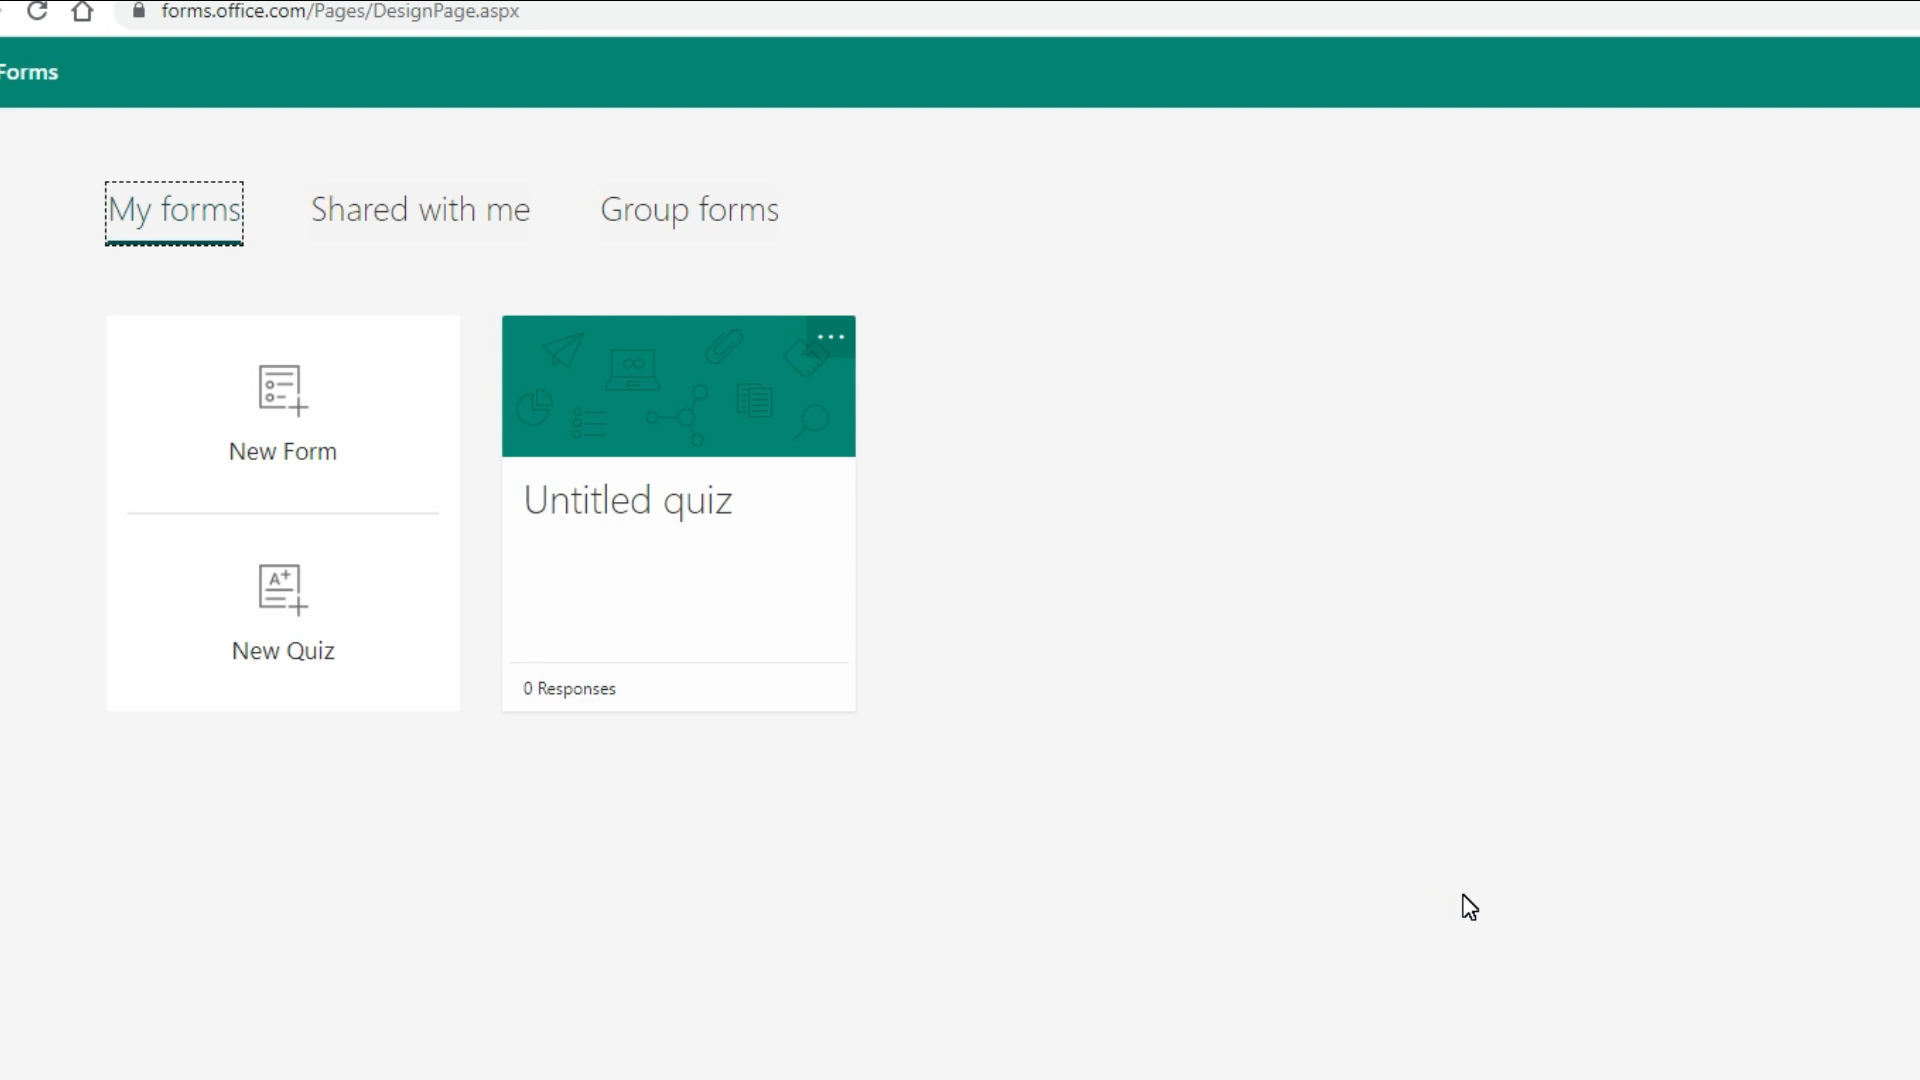 forms.office.com/Pages/DesignPage.aspx
Forms
My forms
Shared with me
Group forms
New Form
New Quiz
Untitled quiz
0 Responses